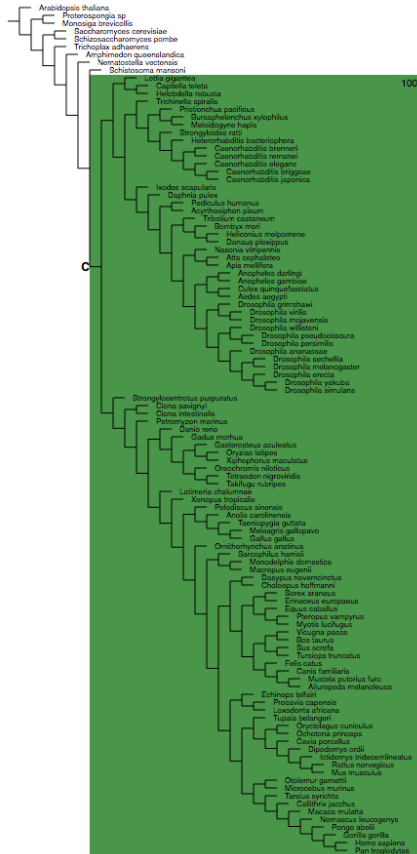 Arabidopsis thaliana
Proterospongia sp
Monosiga brevicollis
Saccharomyces cerevisiae
Schizosaccharomyces pombe
Trichoplax adhaerens
Amphimedon queenslandica
Nematostella vectensis
Schistosoma mansoni
Lottia gigantea
100
Capitella teleta
Helobdella robusta
Trichinella spiralis
Pristionchus pacificus
Bursaphelenchus xylophilus
Meloidogyne hapla
Strongyloides ratti
Heterorhabditis bacteriophora
Caenorhabditis brenneri
Caenorhabditis remanei
Caenorhabditis elegans
Caenorhabditis briggsae
Caenorhabditis japonica
Ixodes scapularis
Daphnia pulex
Pediculus humanus
Acyrthosiphon pisum
Tribolium castaneum
Bombyx mori
Heliconius melpomene
Danaus plexippus
Nasonia vitripennis
Atta cephalotes
Apis mellifera
C
Anopheles darlingi
Anopheles gambiae
Culex quinquefasciatus
Aedes aegypti
Drosophila grimshawi
Drosophila virilis
Drosophila mojavensis
Drosophila willistoni
Drosophila pseudoobscura
Drosophila persimilis
Drosophila ananassae
Drosophila sechellia
Drosophila melanogaster
Drosophila erecta
Drosophila yakuba
Drosophila simulans
Strongylocentrotus purpuratus
Ciona savignyi
Ciona intestinalis
Petromyzon marinus
Danio rerio
Gadus morhua
Gasterosteus aculeatus
Oryzias latipes
Xiphophorus maculatus
Oreochromis niloticus
Tetraodon nigroviridis
Takifugu rubripes
Latimeria chalumnae
Xenopus tropicalis
Pelodiscus sinensis
Anolis carolinensis
Taeniopygia guttata
Meleagris gallopavo
Gallus gallus
Ornithorhynchus anatinus
Sarcophilus harrisii
Monodelphis domestica
Macropus eugenii
Dasypus novemcinctus
Choloepus hoffmanni
Sorex araneus
Erinaceus europaeus
Equus caballus
Pteropus vampyrus
Myotis lucifugus
Vicugna pacos
Bos taurus
Sus scrofa
Tursiops truncatus
Felis catus
Canis familiaris
Mustela putorius furo
Ailuropoda melanoleuca
Echinops telfairi
Procavia capensis
Loxodonta africana
Tupaia belangeri
Oryctolagus cuniculus
Ochotona princeps
Cavia porcellus
Dipodomys ordii
Ictidomys tridecemlineatus
Rattus norvegicus
Mus musculus
Otolemur garnettii
Microcebus murinus
Tarsius syrichta
Callithrix jacchus
Macaca mulatta
Nomascus leucogenys
Pongo abelii
Gorilla gorilla
Homo sapiens
Pan troglodytes